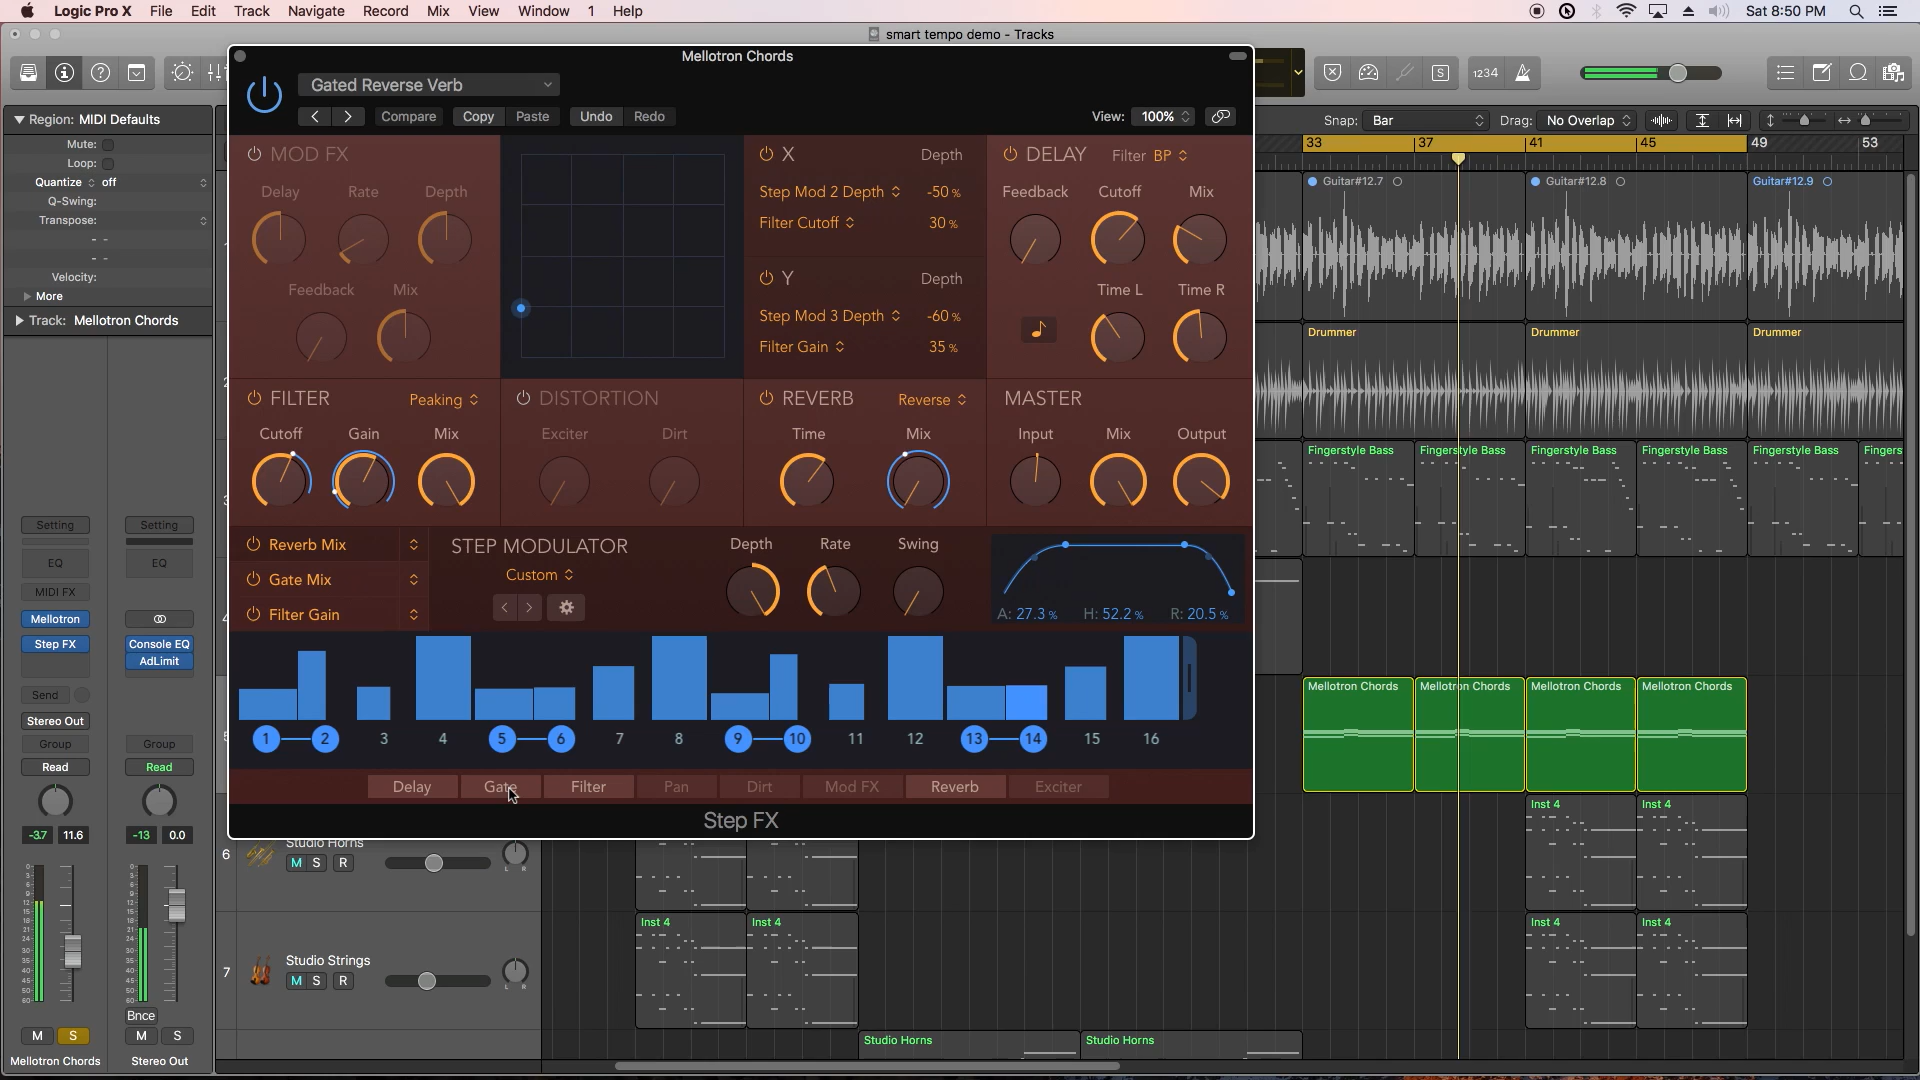 Logic Pro X File Edit Track Navigate Record Mix View Window 1 Help
Sat 8:50 PM
smart tempo demo - Tracks
Mellotron Chords
Gated Reverse Verb
Compare Copy Paste Undo Redo
View: 100%
1234
Region: MIDI Defaults
Mute:
Loop:
Quantize off
Q-Swing:
Transpose:
Velocity:
More
Track: Mellotron Chords
Snap: Bar Drag: No Overlap
33 37 41 45 49 53
MOD FX
Delay Rate Depth
Feedback Mix
X Depth
Step Mod 2 Depth -50 %
Filter Cutoff 30 %
Y Depth
Step Mod 3 Depth -60 %
Filter Gain 35 %
DELAY Filter BP
Feedback Cutoff Mix
Time L Time R
FILTER Peaking
Cutoff Gain Mix
DISTORTION
Exciter Dirt
REVERB Reverse
Time Mix
MASTER
Input Mix Output
Reverb Mix
Gate Mix
Filter Gain
STEP MODULATOR
Custom
Depth Rate Swing
A: 27.3 % H: 52.2 % R: 20.5 %
1 2 3 4 5 6 7 8 9 10 11 12 13 14 15 16
Delay Gate Filter Pan Dirt Mod FX Reverb Exciter
Step FX
Guitar#12.7 Guitar#12.8 Guitar#12.9
Drummer Drummer Drummer
Fingerstyle Bass Fingerstyle Bass Fingerstyle Bass Fingerstyle Bass Fingerstyle Bass Fingers
Mellotron Chords Mellotron Chords Mellotron Chords Mellotron Chords
Inst 4 Inst 4
Setting Setting
EQ EQ
MIDI FX
Mellotron
Step FX Console EQ
AdLimit
Send
Stereo Out
Group Group
Read Read
-3.7 11.6 -13 0.0
6 Studio Horns
M S R
L R
Inst 4 Inst 4 Inst 4 Inst 4
7 Studio Strings
M S R
L R
Bnce
M S M S
Mellotron Chords Stereo Out
Studio Horns Studio Horns